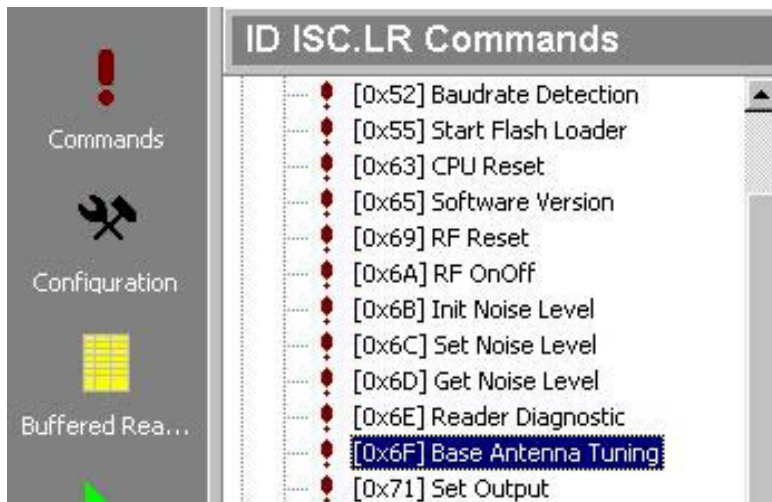 Commands
Configuration
Buffered Rea...
ID ISC.LR Commands
[0x52] Baudrate Detection
[0x55] Start Flash Loader
[0x63] CPU Reset
[0x65] Software Version
[0x69] RF Reset
[0x6A] RF OnOff
[0x6B] Init Noise Level
[0x6C] Set Noise Level
[0x6D] Get Noise Level
[0x6E] Reader Diagnostic
[0x6F] Base Antenna Tuning
[0x71] Set Output